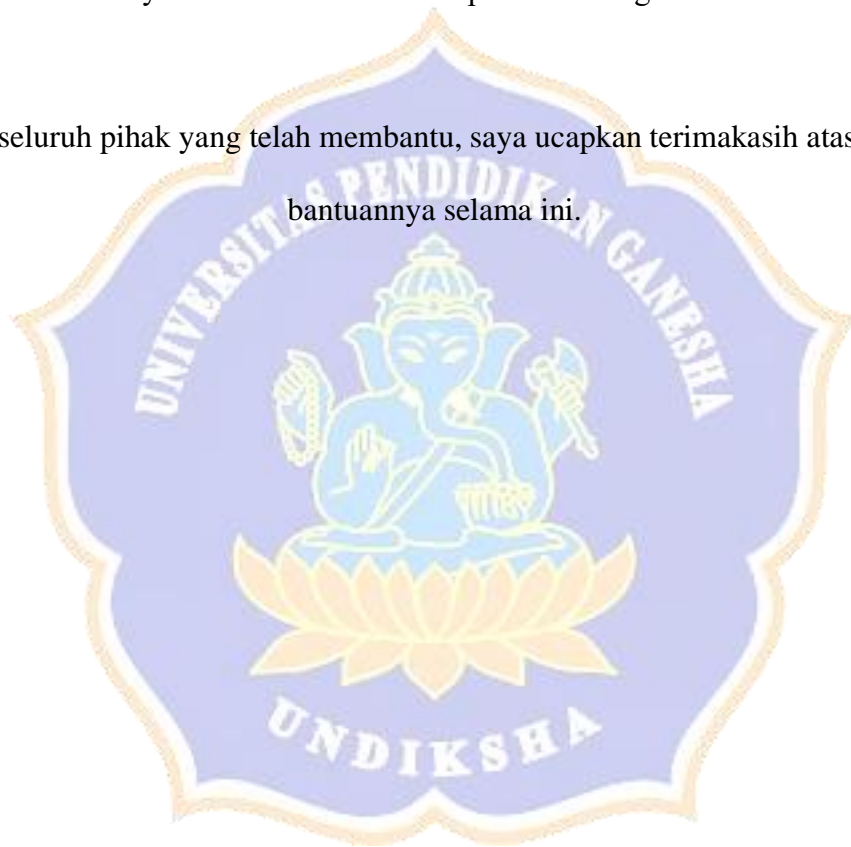 seluruh pihak yang telah membantu, saya ucapkan terimakasih atas
bantuannya selama ini.
UNIVERSITAS PENDIDIKAN GANESHA
UNDIKSHA